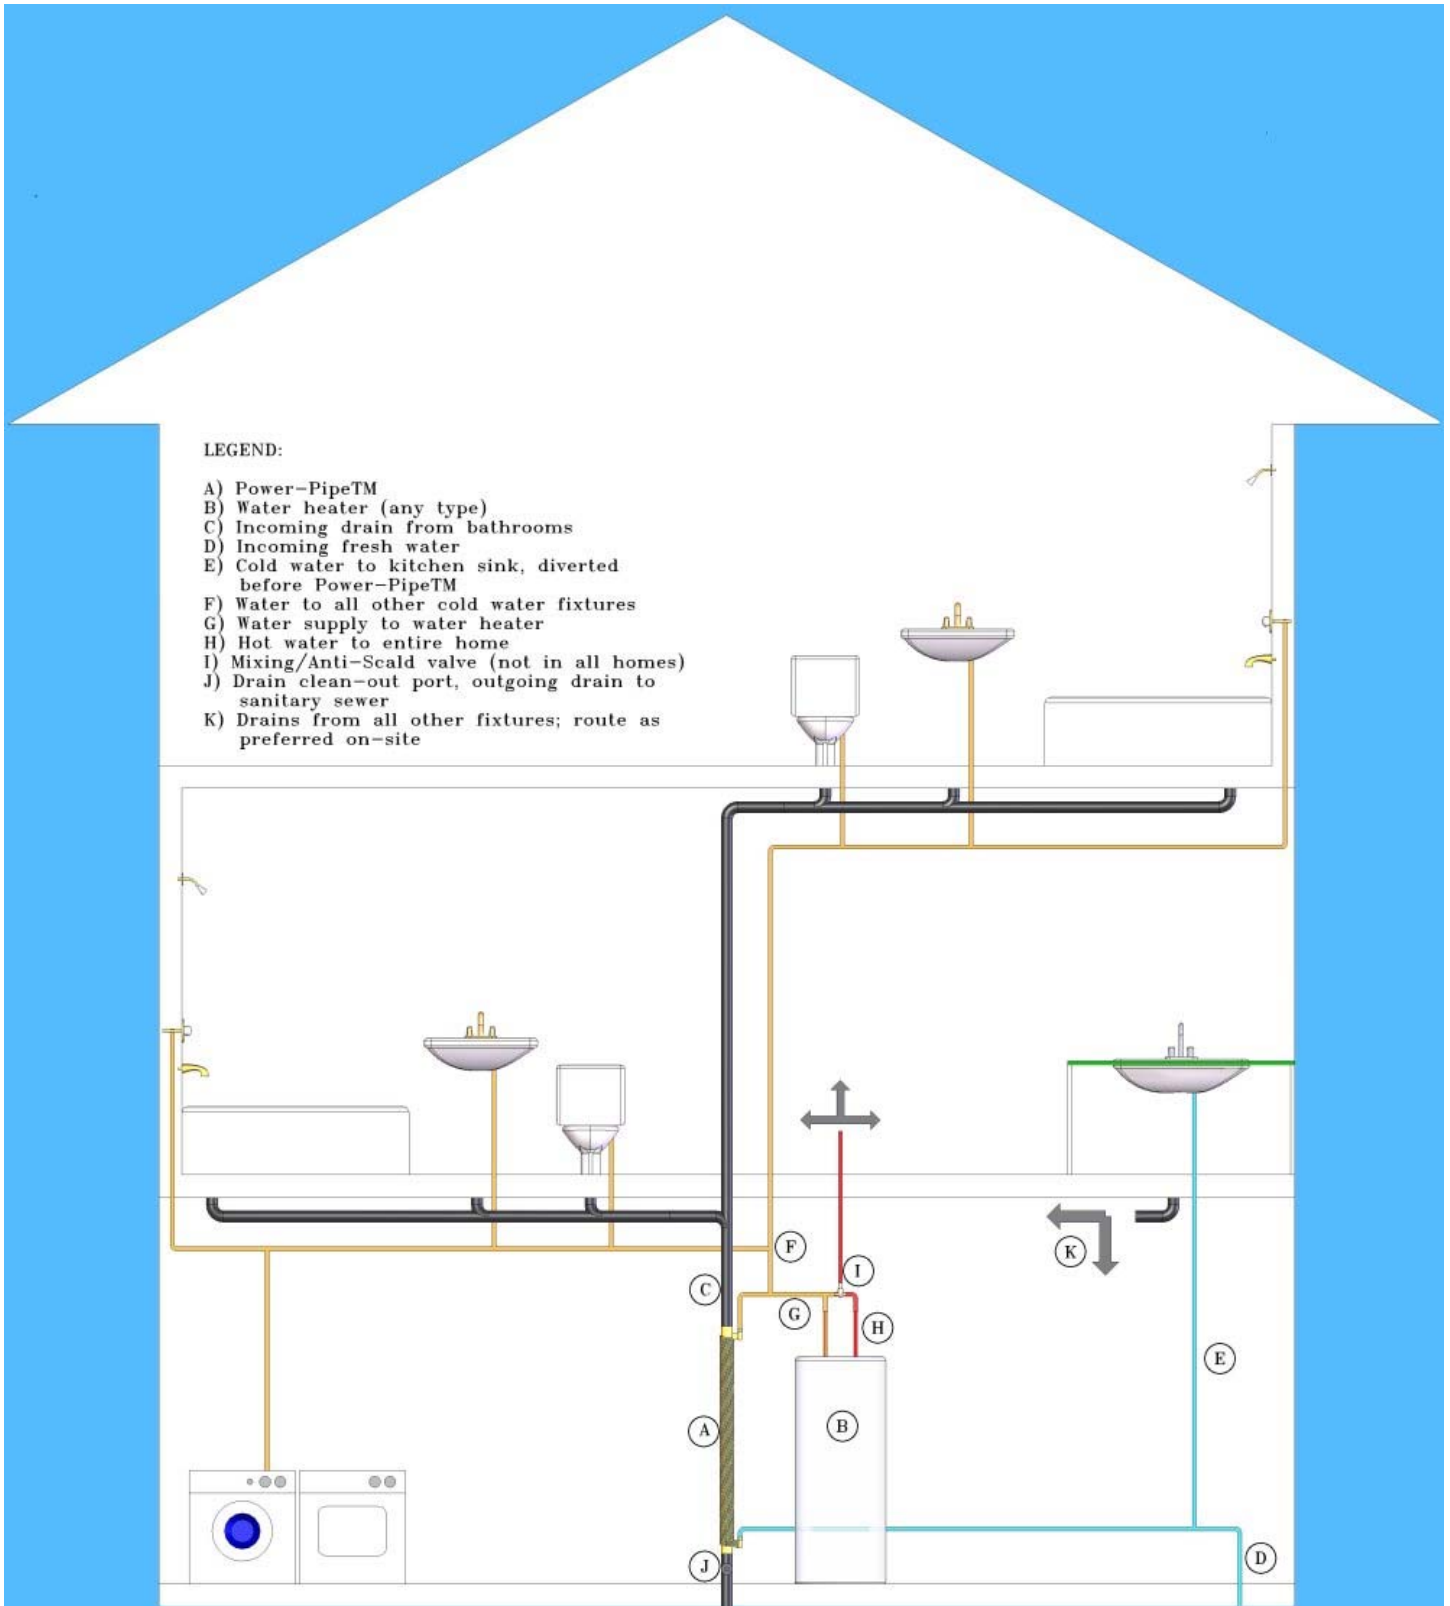 LEGEND:
A) Power-PipeTM
B) Water heater (any type)
C) Incoming drain from bathrooms
D) Incoming fresh water
E) Cold water to kitchen sink, diverted
before Power-PipeTM
F) Water to all other cold water fixtures
G) Water supply to water heater
H) Hot water to entire home
I) Mixing/Anti-Scald valve (not in all homes)
J) Drain clean-out port, outgoing drain to
sanitary sewer
K) Drains from all other fixtures; route as
preferred on-site
F
K
I
C
G
H
E
A
B
J
D